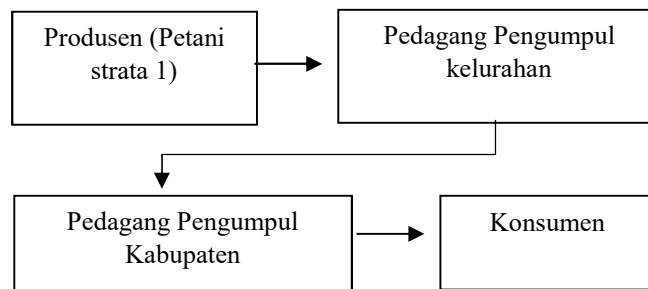 Produsen (Petani
strata 1)
Pedagang Pengumpul
kelurahan
Pedagang Pengumpul
Kabupaten
Konsumen